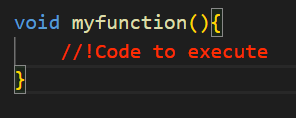 void myfunction(){
    //!Code to execute
}